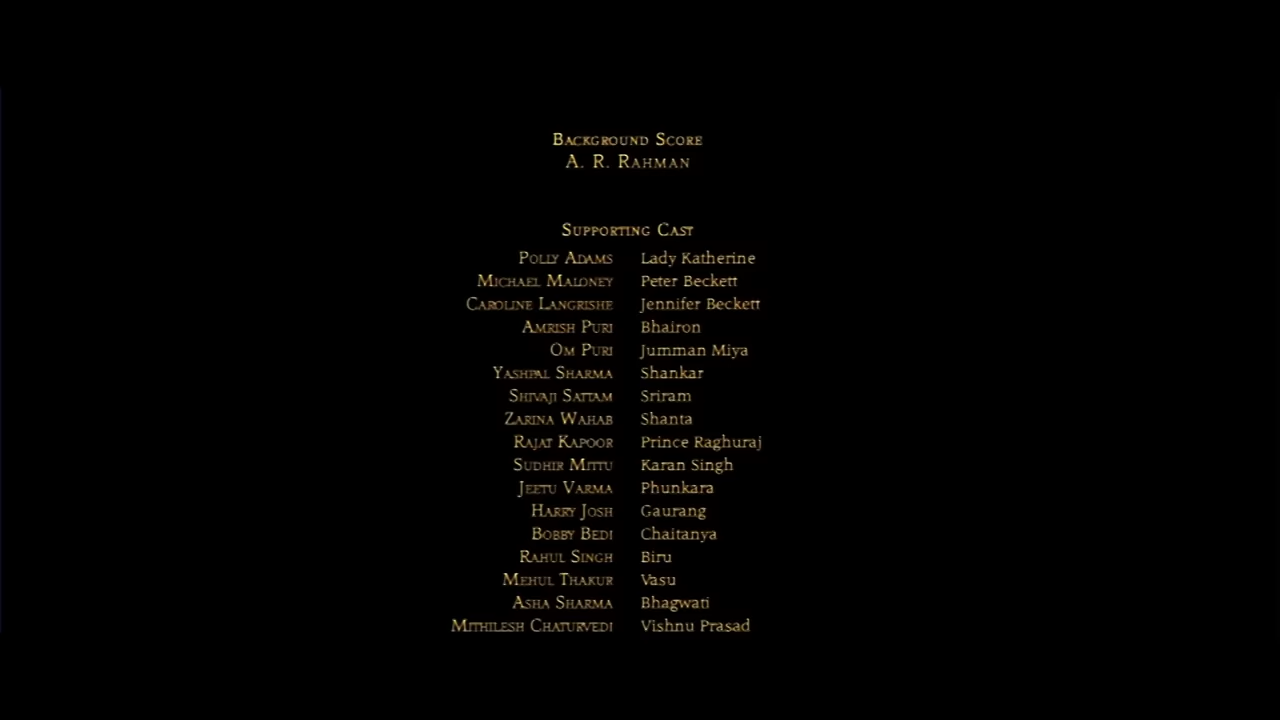 BACKGROUND SCORE
A. R. RAHMAN
SUPPORTING CAST
POLLY ADAMS Lady Katherine
MICHAEL MALONEY Peter Beckett
CAROLINE LANGRISHE Jennifer Beckett
AMRISH PURI Bhairon
OM PURI Jumman Miya
YASHPAL SHARMA Shankar
SHIVAJI SATTAM Sriram
ZARINA WAHAB Shanta
RAJAT KAPOOR Prince Raghuraj
SUDHIR MITTU Karan Singh
JEETU VARMA Phunkara
HARRY JOSH Gaurang
BOBBY BEDI Chaitanya
RAHUL SINGH Biru
MEHUL THAKUR Vasu
ASHA SHARMA Bhagwati
MITHILESH CHATURVEDI Vishnu Prasad